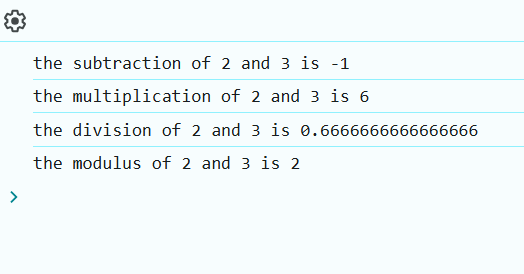 the subtraction of 2 and 3 is -1
the multiplication of 2 and 3 is 6
the division of 2 and 3 is 0.6666666666666666
the modulus of 2 and 3 is 2